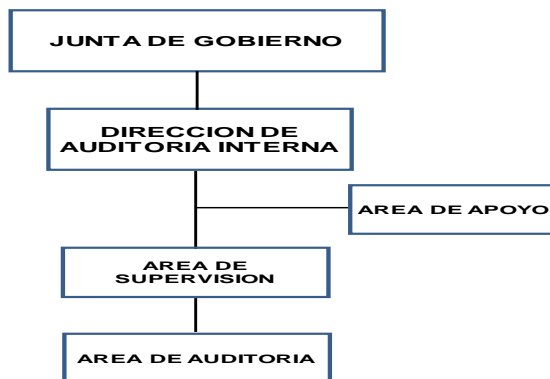 JUNTA DE GOBIERNO
DIRECCION DE
AUDITORIA INTERNA
AREA DE APOYO
AREA DE
SUPERVISION
AREA DE AUDITORIA